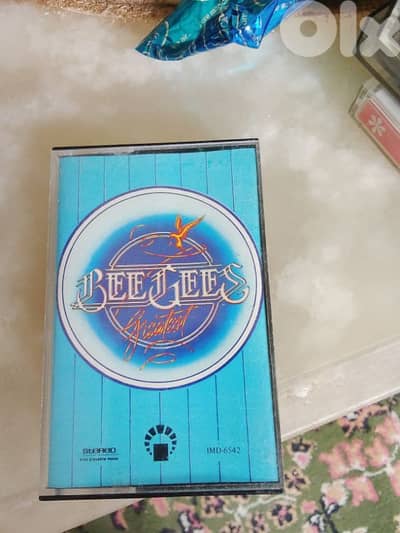 OLX
BEE GEES
Greatest
STEREO
IMD-6542